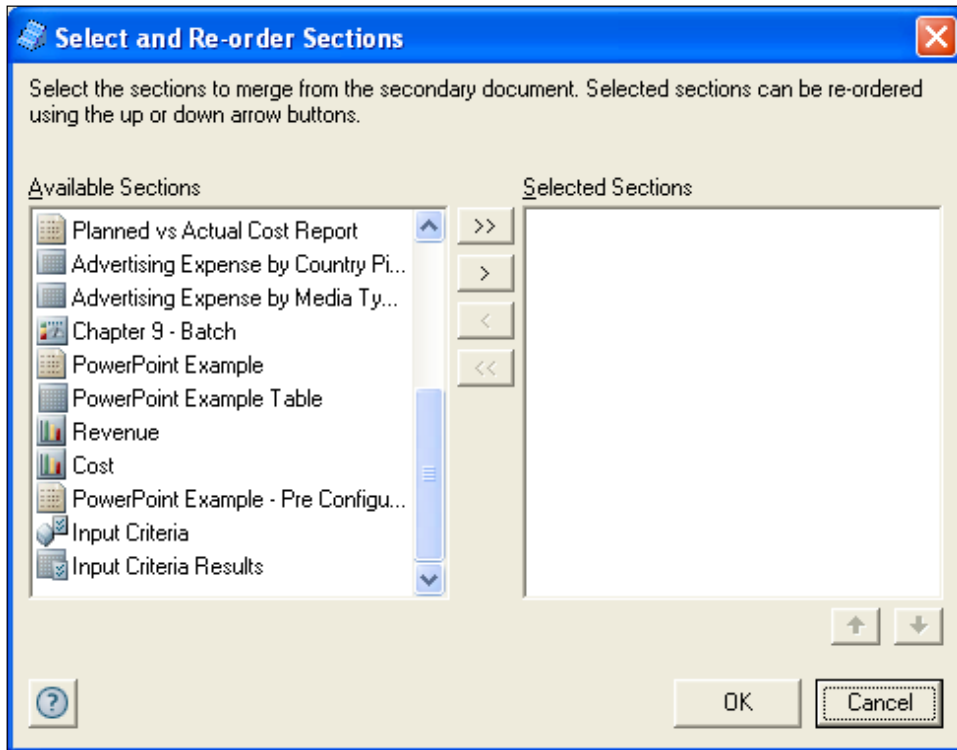 Select and Re-order Sections
Select the sections to merge from the secondary document. Selected sections can be re-ordered
using the up or down arrow buttons.
Available Sections
Selected Sections
Planned vs Actual Cost Report
Advertising Expense by Country Pi...
Advertising Expense by Media Ty...
Chapter 9 - Batch
PowerPoint Example
PowerPoint Example Table
Revenue
Cost
PowerPoint Example - Pre Configu...
Input Criteria
Input Criteria Results
>>
>
<
<<
?
OK
Cancel